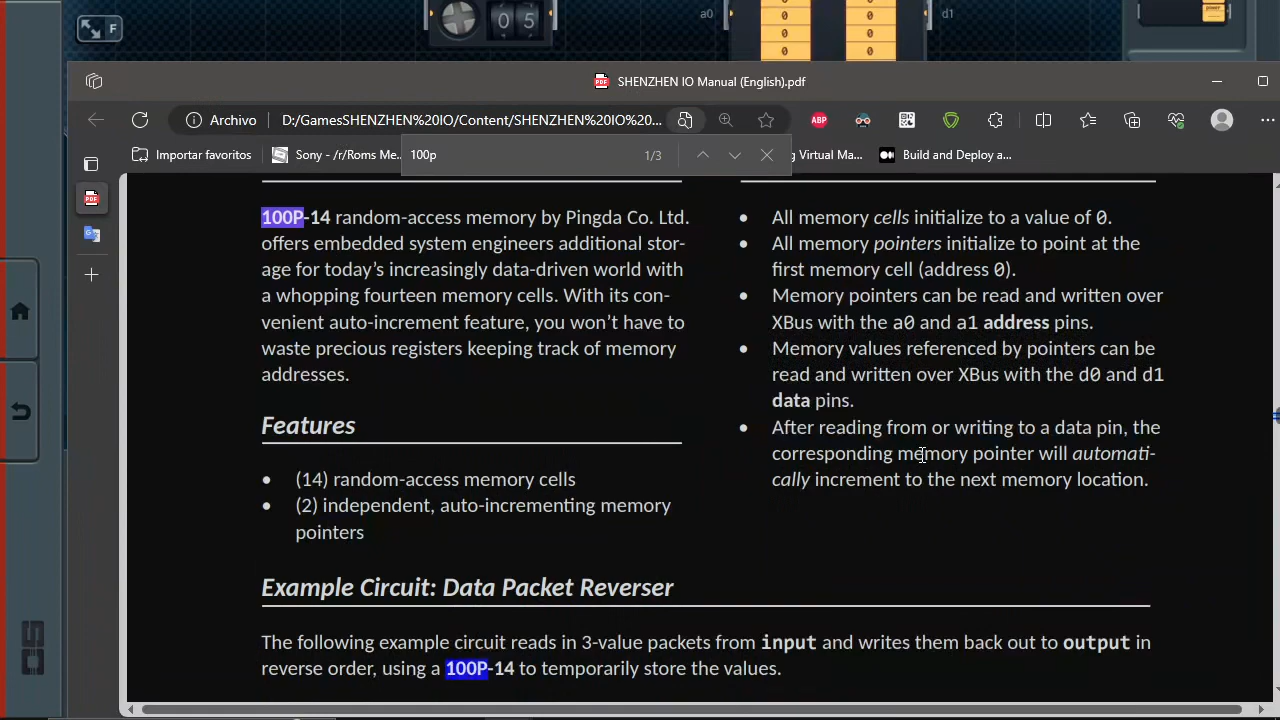 F
05
a0
0
0
0
0
0
0
d1
power
SHENZHEN IO Manual (English).pdf
Archivo
D:/GamesSHENZHEN%20IO/Content/SHENZHEN%20IO%20...
ABP
Importar favoritos
Sony - /r/Roms Me...
100p
1/3
g Virtual Ma...
Build and Deploy a...
100P-14 random-access memory by Pingda Co. Ltd.
offers embedded system engineers additional stor-
age for today's increasingly data-driven world with
a whopping fourteen memory cells. With its con-
venient auto-increment feature, you won't have to
waste precious registers keeping track of memory
addresses.
Features
• (14) random-access memory cells
• (2) independent, auto-incrementing memory
pointers
• All memory cells initialize to a value of 0.
• All memory pointers initialize to point at the
first memory cell (address 0).
• Memory pointers can be read and written over
XBus with the a0 and a1 address pins.
• Memory values referenced by pointers can be
read and written over XBus with the d0 and d1
data pins.
• After reading from or writing to a data pin, the
corresponding memory pointer will automati-
cally increment to the next memory location.
Example Circuit: Data Packet Reverser
The following example circuit reads in 3-value packets from input and writes them back out to output in
reverse order, using a 100P-14 to temporarily store the values.